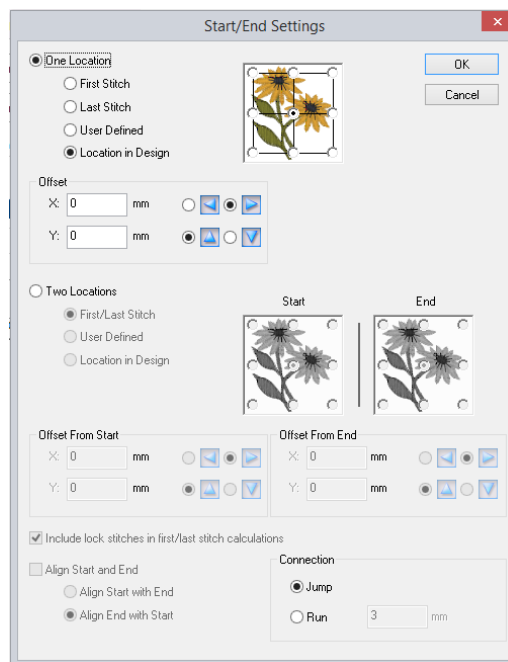 Start/End Settings
One Location
OK
First Stitch
Cancel
Last Stitch
User Defined
Location in Design
Offset
X: 0 mm
Y: 0 mm
Two Locations
Start End
First/Last Stitch
User Defined
Location in Design
Offset From Start Offset From End
X: 0 mm X: 0 mm
Y: 0 mm Y: 0 mm
Include lock stitches in first/last stitch calculations
Align Start and End
Connection
Align Start with End
Jump
Align End with Start
Run 3 mm